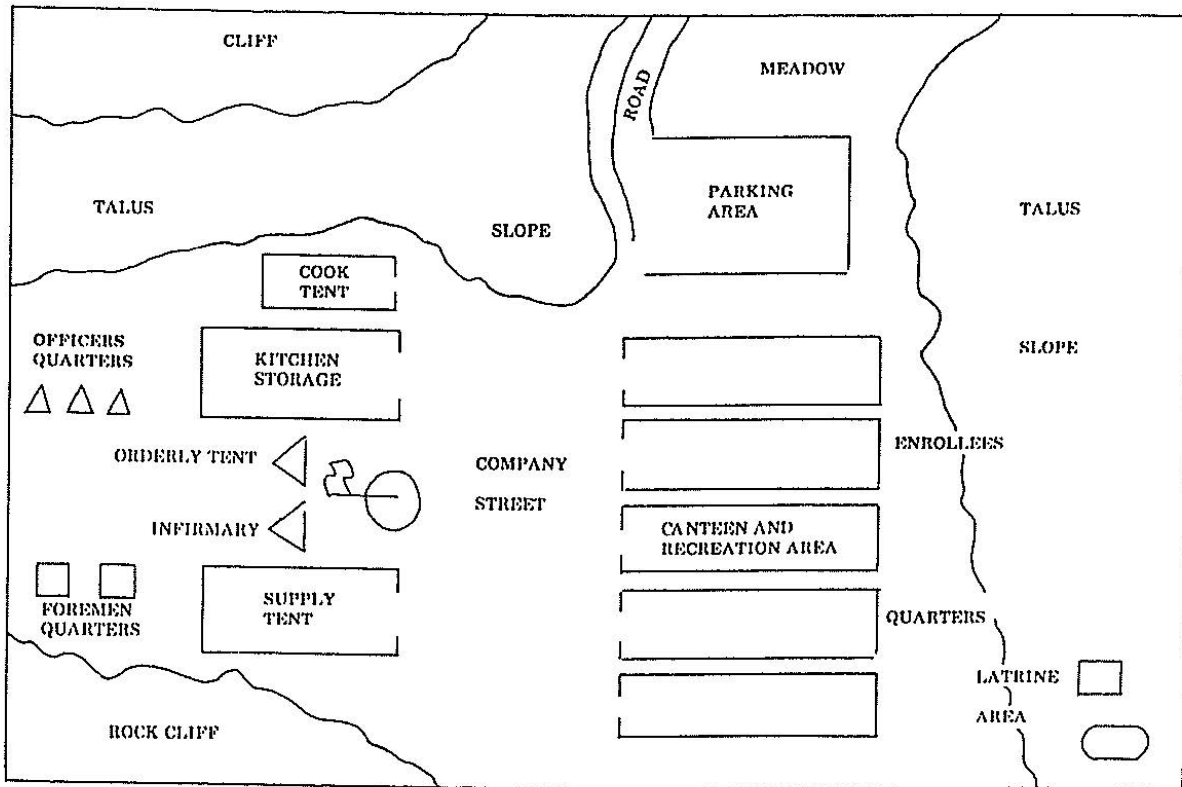 CLIFF
MEADOW
ROAD
PARKING
AREA
TALUS
SLOPE
TALUS
COOK
TENT
OFFICERS
QUARTERS
KITCHEN
STORAGE
SLOPE
ORDERLY TENT
COMPANY
STREET
ENROLLEES
INFIRMARY
CANTEEN AND
RECREATION AREA
FOREMEN
QUARTERS
SUPPLY
TENT
QUARTERS
LATRINE
AREA
ROCK CLIFF